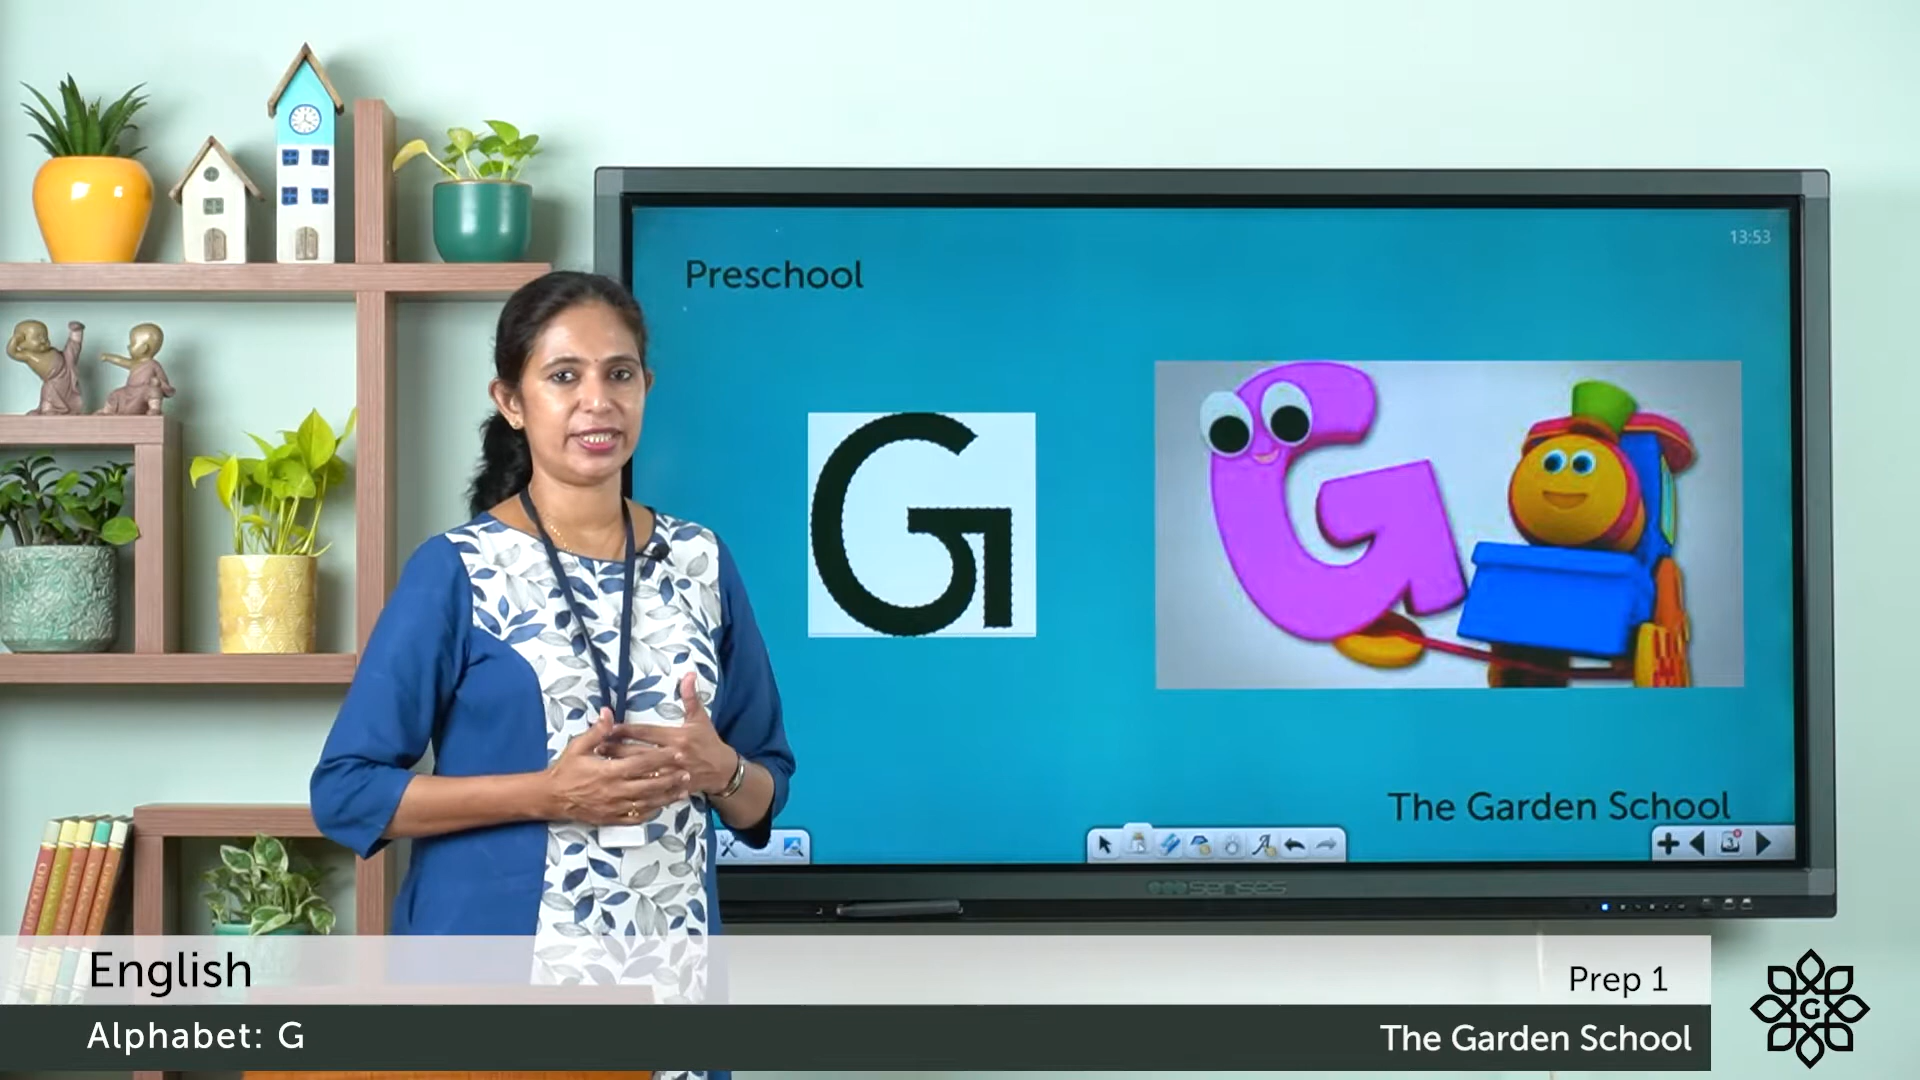 13:53
Preschool
G
G
The Garden School
English
Prep 1
Alphabet: G
The Garden School
G